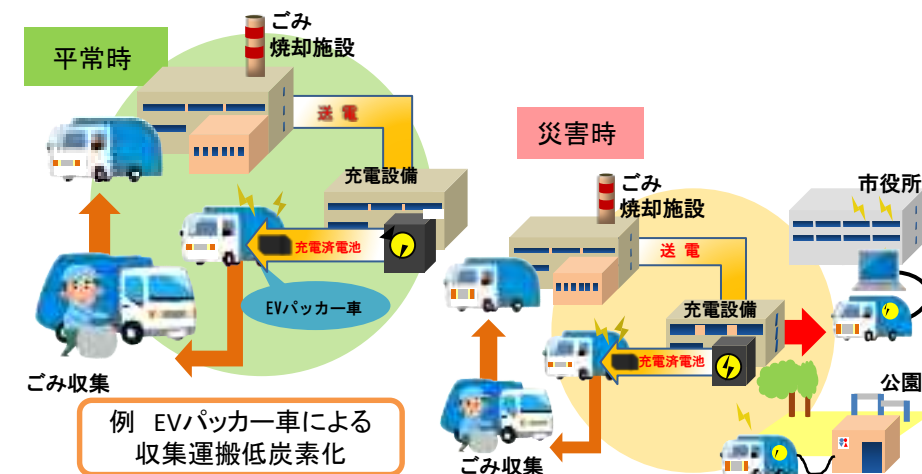 平常時
ごみ
焼却施設
送電
充電設備
充電済電池
EVパッカー車
ごみ収集
例 EVパッカー車による
収集運搬低炭素化
災害時
ごみ
焼却施設
送電
充電設備
充電済電池
ごみ収集
市役所
公園